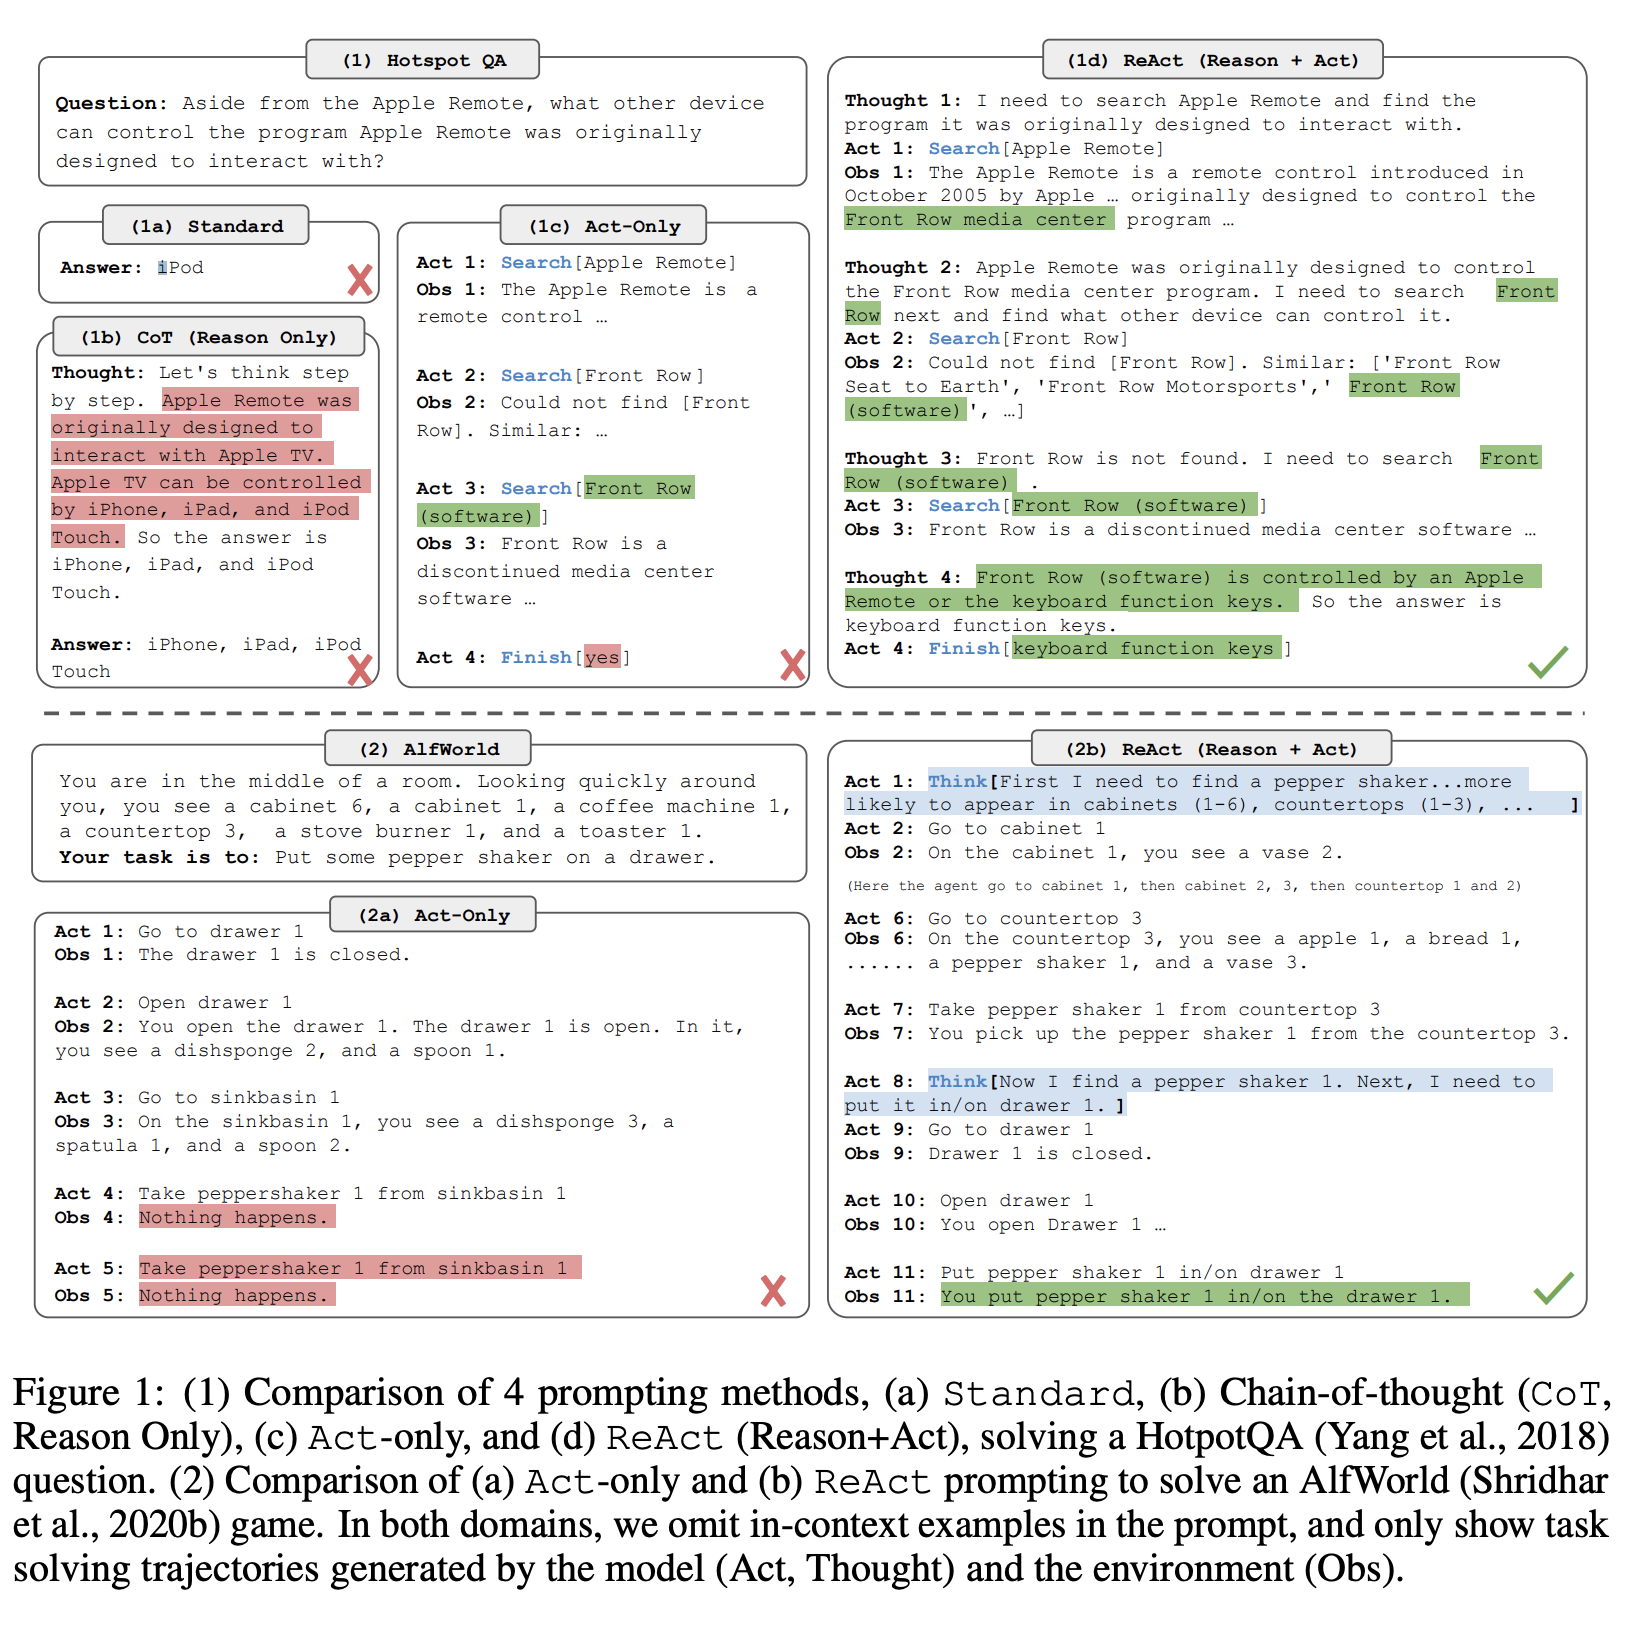 (1) Hotspot QA
Question: Aside from the Apple Remote, what other device
can control the program Apple Remote was originally
designed to interact with?
(1a) Standard
Answer: iPod
(1b) CoT (Reason Only)
Thought: Let's think step
by step. Apple Remote was
originally designed to
interact with Apple TV.
Apple TV can be controlled
by iPhone, iPad, and iPod
Touch. So the answer is
iPhone, iPad, and iPod
Touch.
Answer: iPhone, iPad, iPod
Touch
(1c) Act-Only
Act 1: Search[Apple Remote]
Obs 1: The Apple Remote is a
remote control …
Act 2: Search[Front Row]
Obs 2: Could not find [Front
Row]. Similar: …
Act 3: Search[Front Row
(software)]
Obs 3: Front Row is a
discontinued media center
software …
Act 4: Finish[yes]
(1d) ReAct (Reason + Act)
Thought 1: I need to search Apple Remote and find the
program it was originally designed to interact with.
Act 1: Search[Apple Remote]
Obs 1: The Apple Remote is a remote control introduced in
October 2005 by Apple … originally designed to control the
Front Row media center program …
Thought 2: Apple Remote was originally designed to control
the Front Row media center program. I need to search Front
Row next and find what other device can control it.
Act 2: Search[Front Row]
Obs 2: Could not find [Front Row]. Similar: ['Front Row
Seat to Earth', 'Front Row Motorsports',' Front Row
(software)', …]
Thought 3: Front Row is not found. I need to search Front
Row (software) .
Act 3: Search[Front Row (software) ]
Obs 3: Front Row is a discontinued media center software …
Thought 4: Front Row (software) is controlled by an Apple
Remote or the keyboard function keys. So the answer is
keyboard function keys.
Act 4: Finish[keyboard function keys ]
(2) AlfWorld
You are in the middle of a room. Looking quickly around
you, you see a cabinet 6, a cabinet 1, a coffee machine 1,
a countertop 3, a stove burner 1, and a toaster 1.
Your task is to: Put some pepper shaker on a drawer.
(2a) Act-Only
Act 1: Go to drawer 1
Obs 1: The drawer 1 is closed.
Act 2: Open drawer 1
Obs 2: You open the drawer 1. The drawer 1 is open. In it,
you see a dishsponge 2, and a spoon 1.
Act 3: Go to sinkbasin 1
Obs 3: On the sinkbasin 1, you see a dishsponge 3, a
spatula 1, and a spoon 2.
Act 4: Take peppershaker 1 from sinkbasin 1
Obs 4: Nothing happens.
Act 5: Take peppershaker 1 from sinkbasin 1
Obs 5: Nothing happens.
(2b) ReAct (Reason + Act)
Act 1: Think[First I need to find a pepper shaker...more
likely to appear in cabinets (1-6), countertops (1-3), ... ]
Act 2: Go to cabinet 1
Obs 2: On the cabinet 1, you see a vase 2.
(Here the agent go to cabinet 1, then cabinet 2, 3, then countertop 1 and 2)
Act 6: Go to countertop 3
Obs 6: On the countertop 3, you see a apple 1, a bread 1,
...... a pepper shaker 1, and a vase 3.
Act 7: Take pepper shaker 1 from countertop 3
Obs 7: You pick up the pepper shaker 1 from the countertop 3.
Act 8: Think[Now I find a pepper shaker 1. Next, I need to
put it in/on drawer 1. ]
Act 9: Go to drawer 1
Obs 9: Drawer 1 is closed.
Act 10: Open drawer 1
Obs 10: You open Drawer 1 …
Act 11: Put pepper shaker 1 in/on drawer 1
Obs 11: You put pepper shaker 1 in/on the drawer 1.
Figure 1: (1) Comparison of 4 prompting methods, (a) Standard, (b) Chain-of-thought (CoT,
Reason Only), (c) Act-only, and (d) ReAct (Reason+Act), solving a HotpotQA (Yang et al., 2018)
question. (2) Comparison of (a) Act-only and (b) ReAct prompting to solve an AlfWorld (Shridhar
et al., 2020b) game. In both domains, we omit in-context examples in the prompt, and only show task
solving trajectories generated by the model (Act, Thought) and the environment (Obs).